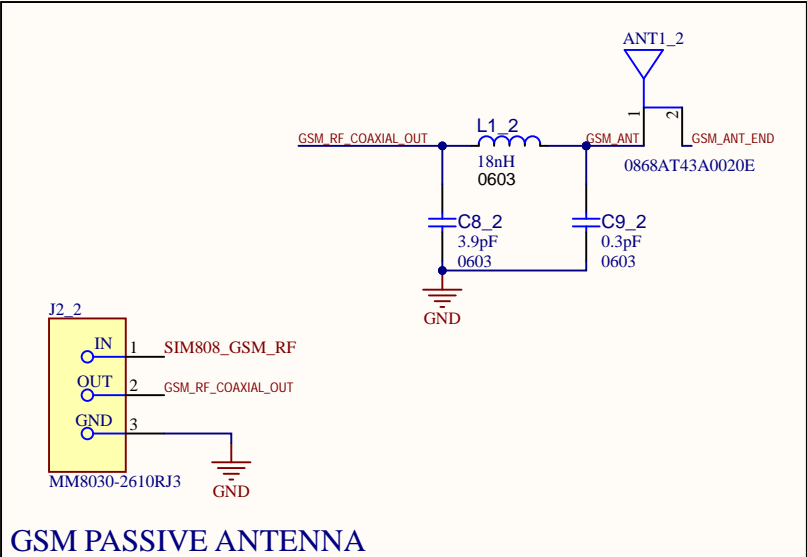 ANT1_2
1
2
GSM_RF_COAXIAL_OUT
L1_2
18nH
0603
GSM_ANT
GSM_ANT_END
0868AT43A0020E
C8_2
3.9pF
0603
C9_2
0.3pF
0603
GND
J2_2
IN
1
SIM808_GSM_RF
OUT
2
GSM_RF_COAXIAL_OUT
GND
3
GND
MM8030-2610RJ3
GSM PASSIVE ANTENNA